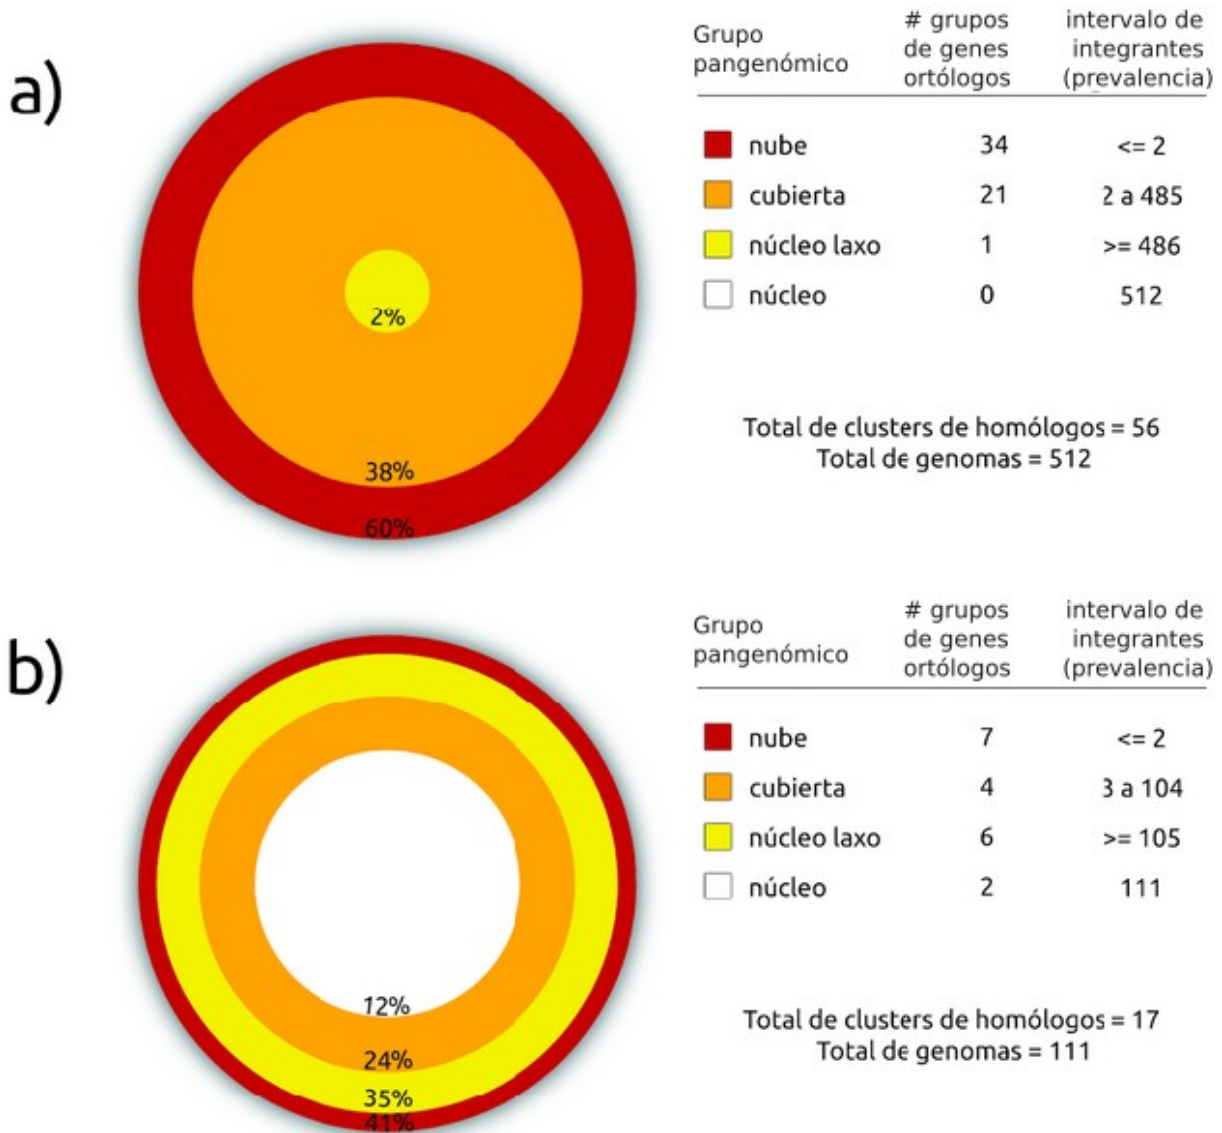 a)
Grupo pangenómico
# grupos de genes ortólogos
intervalo de integrantes (prevalencia)
nube 34 <= 2
cubierta 21 2 a 485
núcleo laxo 1 >= 486
núcleo 0 512
2%
38%
60%
Total de clusters de homólogos = 56
Total de genomas = 512
b)
Grupo pangenómico
# grupos de genes ortólogos
intervalo de integrantes (prevalencia)
nube 7 <= 2
cubierta 4 3 a 104
núcleo laxo 6 >= 105
núcleo 2 111
12%
24%
35%
41%
Total de clusters de homólogos = 17
Total de genomas = 111